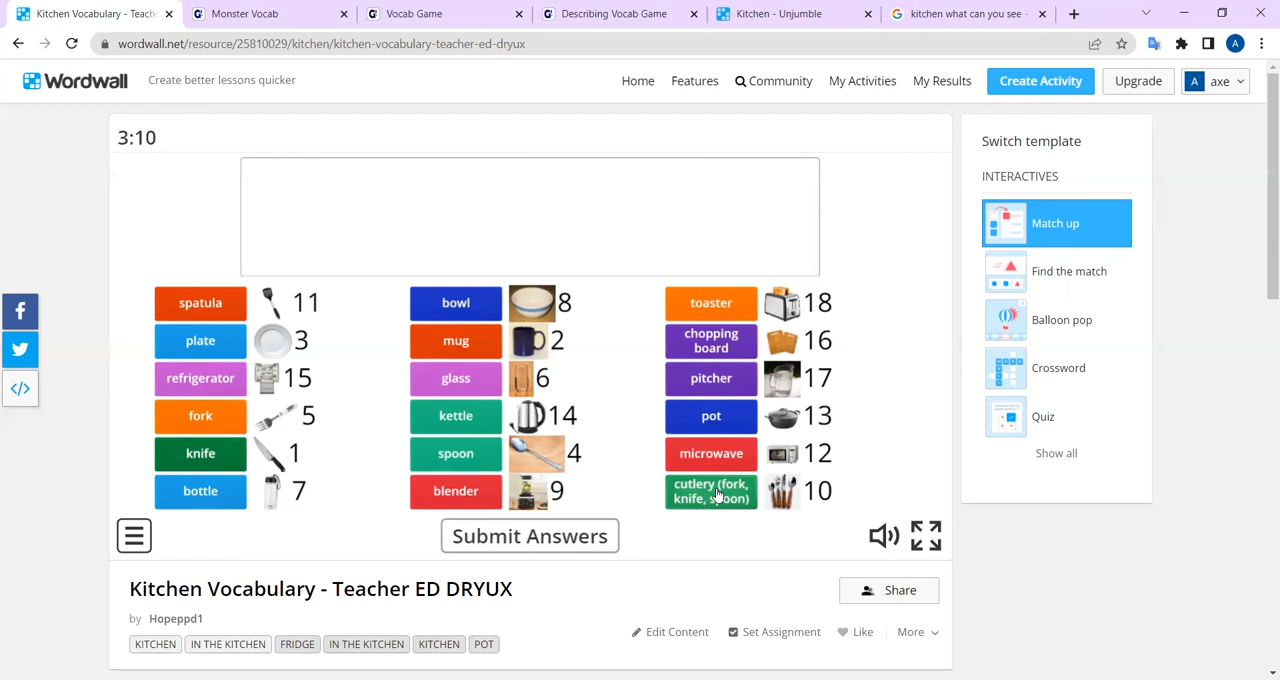 Kitchen Vocabulary - Teache
Monster Vocab
Vocab Game
Describing Vocab Game
Kitchen - Unjumble
kitchen what can you see -
wordwall.net/resource/25810029/kitchen/kitchen-vocabulary-teacher-ed-dryux
A
Wordwall
Create better lessons quicker
Home
Features
Community
My Activities
My Results
Create Activity
Upgrade
A axe
3:10
Switch template
INTERACTIVES
Match up
Find the match
Balloon pop
Crossword
Quiz
Show all
spatula 11
bowl 8
toaster 18
plate 3
mug 2
chopping
board 16
refrigerator 15
glass 6
pitcher 17
fork 5
kettle 14
pot 13
knife 1
spoon 4
microwave 12
bottle 7
blender 9
cutlery (fork,
knife, spoon) 10
Submit Answers
Kitchen Vocabulary - Teacher ED DRYUX
Share
by Hopeppd1
Edit Content
Set Assignment
Like
More
KITCHEN
IN THE KITCHEN
FRIDGE
IN THE KITCHEN
KITCHEN
POT